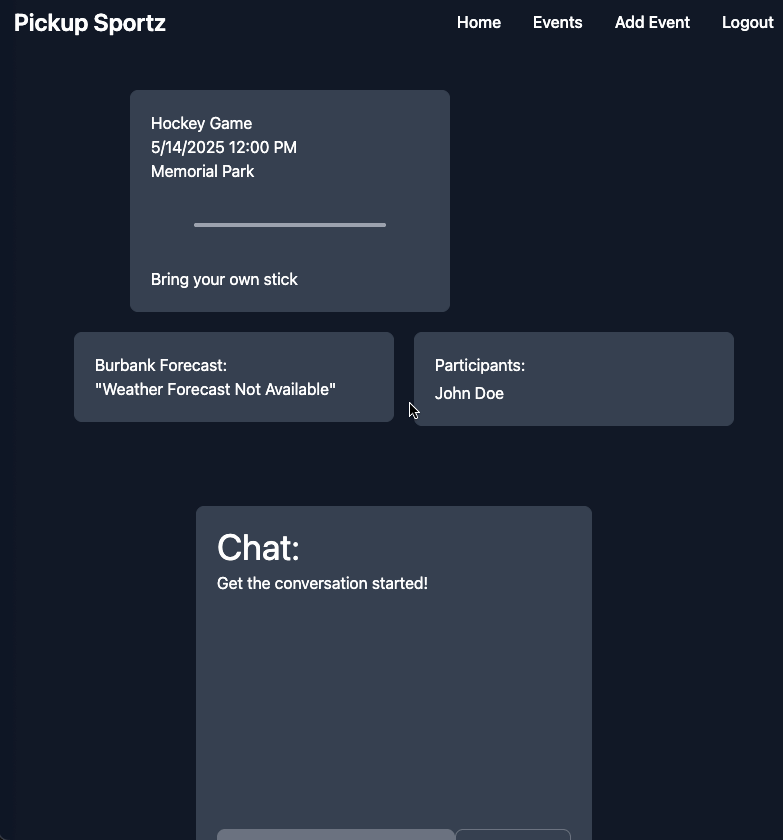 Pickup Sportz
Home Events Add Event Logout
Hockey Game
5/14/2025 12:00 PM
Memorial Park
Bring your own stick
Burbank Forecast:
"Weather Forecast Not Available"
Participants:
John Doe
Chat:
Get the conversation started!